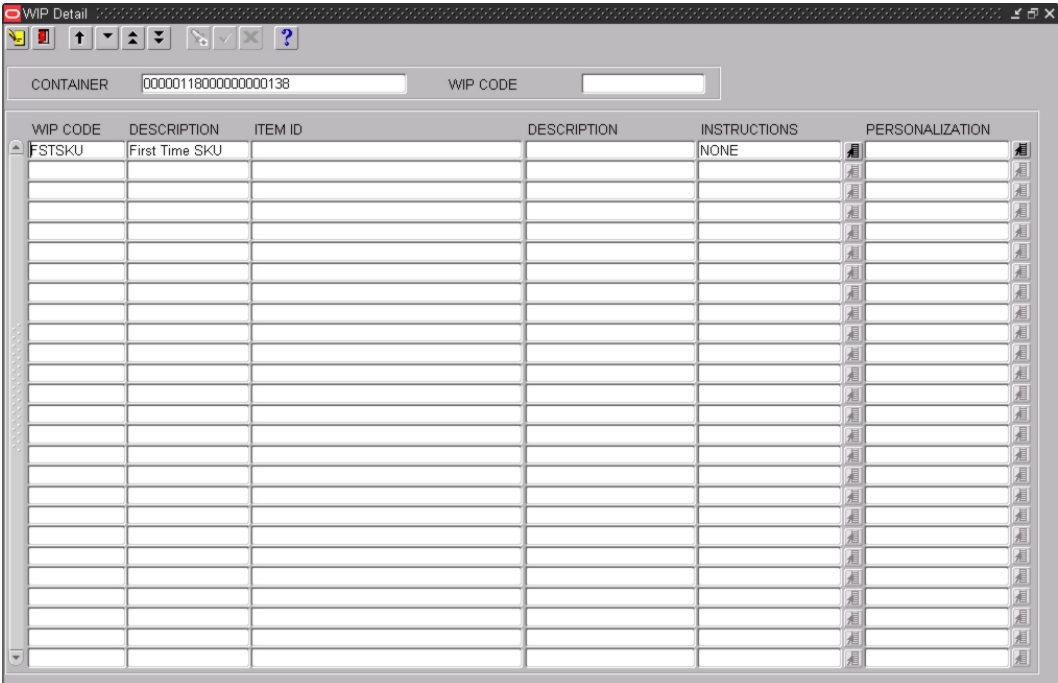 WIP Detail
?
CONTAINER 00000118000000000138 WIP CODE
WIP CODE DESCRIPTION ITEM ID DESCRIPTION INSTRUCTIONS PERSONALIZATION
FSTSKU First Time SKU NONE